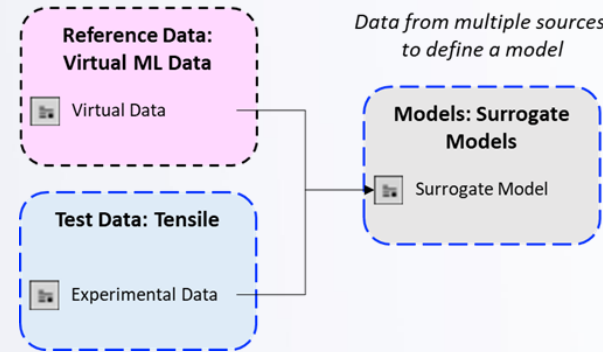 Reference Data:
Virtual ML Data
Virtual Data
Test Data: Tensile
Experimental Data
Data from multiple sources
to define a model
Models: Surrogate
Models
Surrogate Model